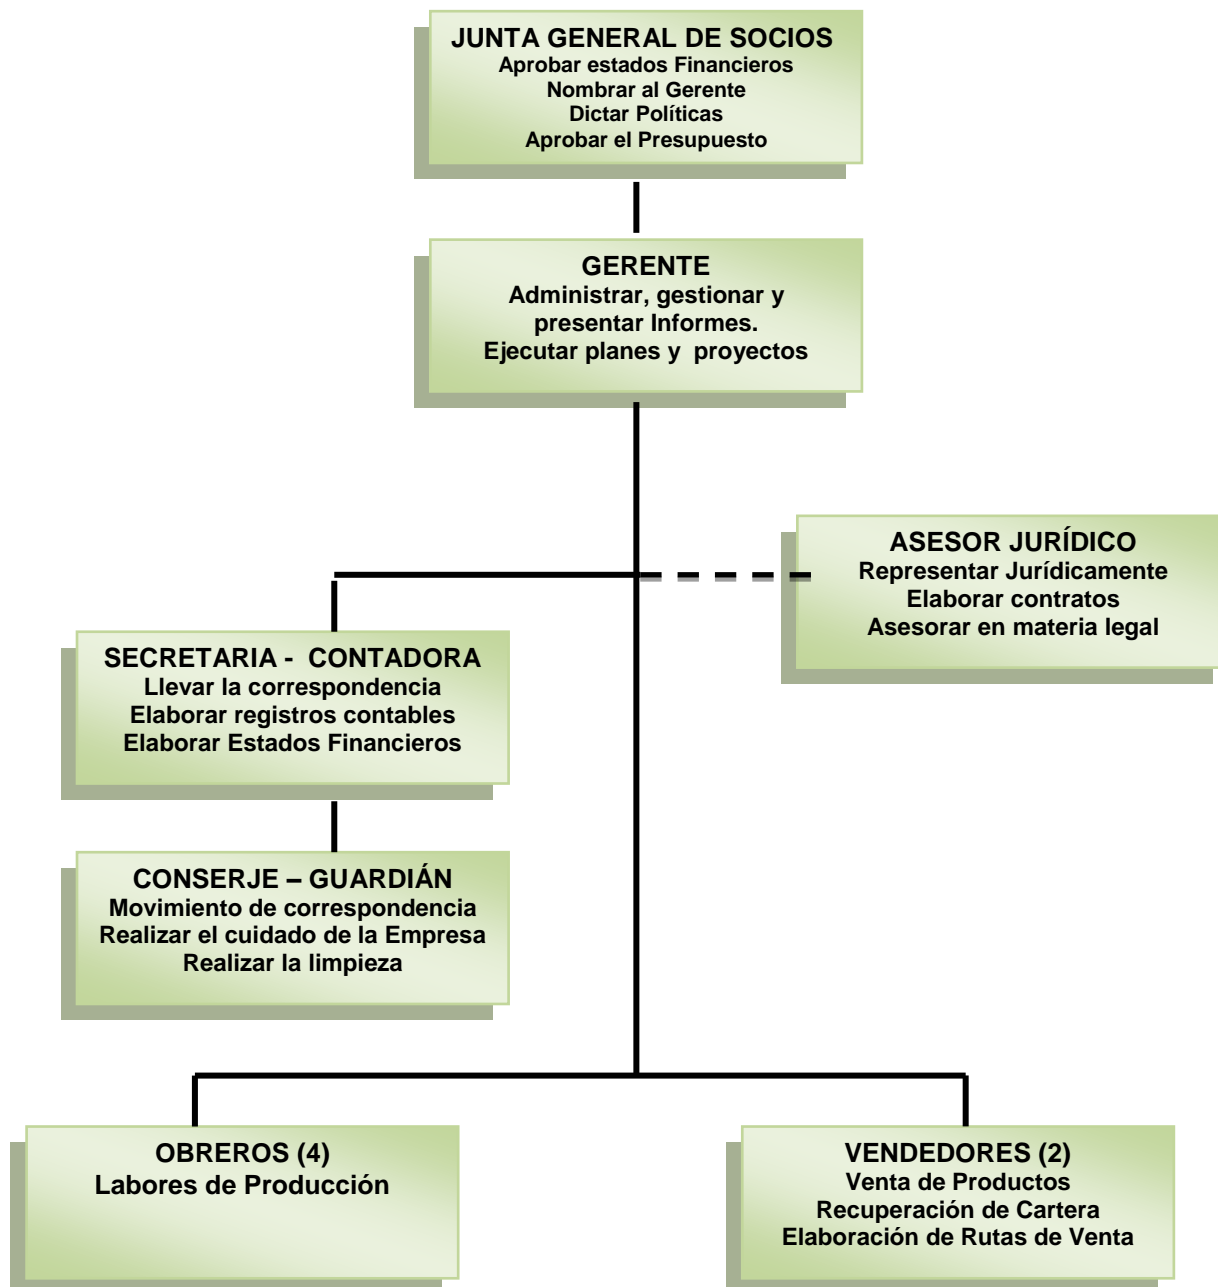 JUNTA GENERAL DE SOCIOS
Aprobar estados Financieros
Nombrar al Gerente
Dictar Políticas
Aprobar el Presupuesto
GERENTE
Administrar, gestionar y
presentar Informes.
Ejecutar planes y  proyectos
ASESOR JURÍDICO
Representar Jurídicamente
Elaborar contratos
Asesorar en materia legal
SECRETARIA -  CONTADORA
Llevar la correspondencia
Elaborar registros contables
Elaborar Estados Financieros
CONSERJE – GUARDIÁN
Movimiento de correspondencia
Realizar el cuidado de la Empresa
Realizar la limpieza
OBREROS (4)
Labores de Producción
VENDEDORES (2)
Venta de Productos
Recuperación de Cartera
Elaboración de Rutas de Venta